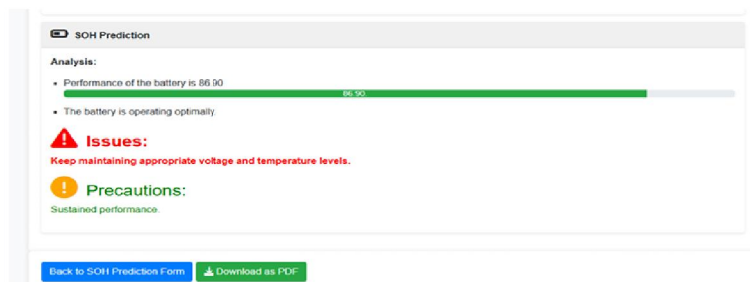 SOH Prediction
Analysis:
Performance of the battery is 86.90
86.90
The battery is operating optimally.
Issues:
Keep maintaining appropriate voltage and temperature levels.
Precautions:
Sustained performance.
Back to SOH Prediction Form Download as PDF